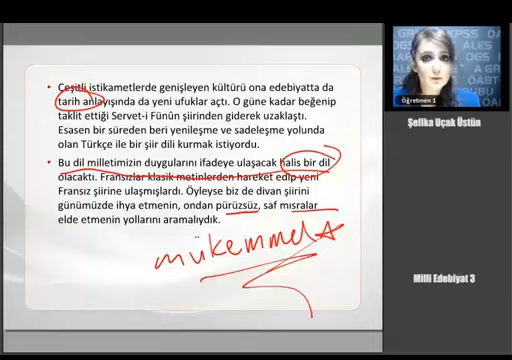 Çeşitli istikametlerde genişleyen kültürü ona edebiyatta da
tarih anlayışında da yeni ufuklar açtı. O güne kadar beğenip
taklit ettiği Servet-i Fünûn şiirinden giderek uzaklaştı.
Esasen bir süreden beri yenileşme ve sadeleşme yolunda
olan Türkçe ile bir şiir dili kurmak istiyordu.
Bu dil milletimizin duygularını ifadeye ulaşacak halis bir dil
olacaktı. Fransızlar klasik metinlerden hareket edip yeni
Fransız şiirine ulaşmışlardı. Öyleyse biz de divan şiirini
günümüzde ihya etmenin, ondan pürüzsüz, saf mısralar
elde etmenin yollarını aramalıydık.
mükemmel
Öğretmen 1
Şefika Uçak Üstün
Milli Edebiyat 3